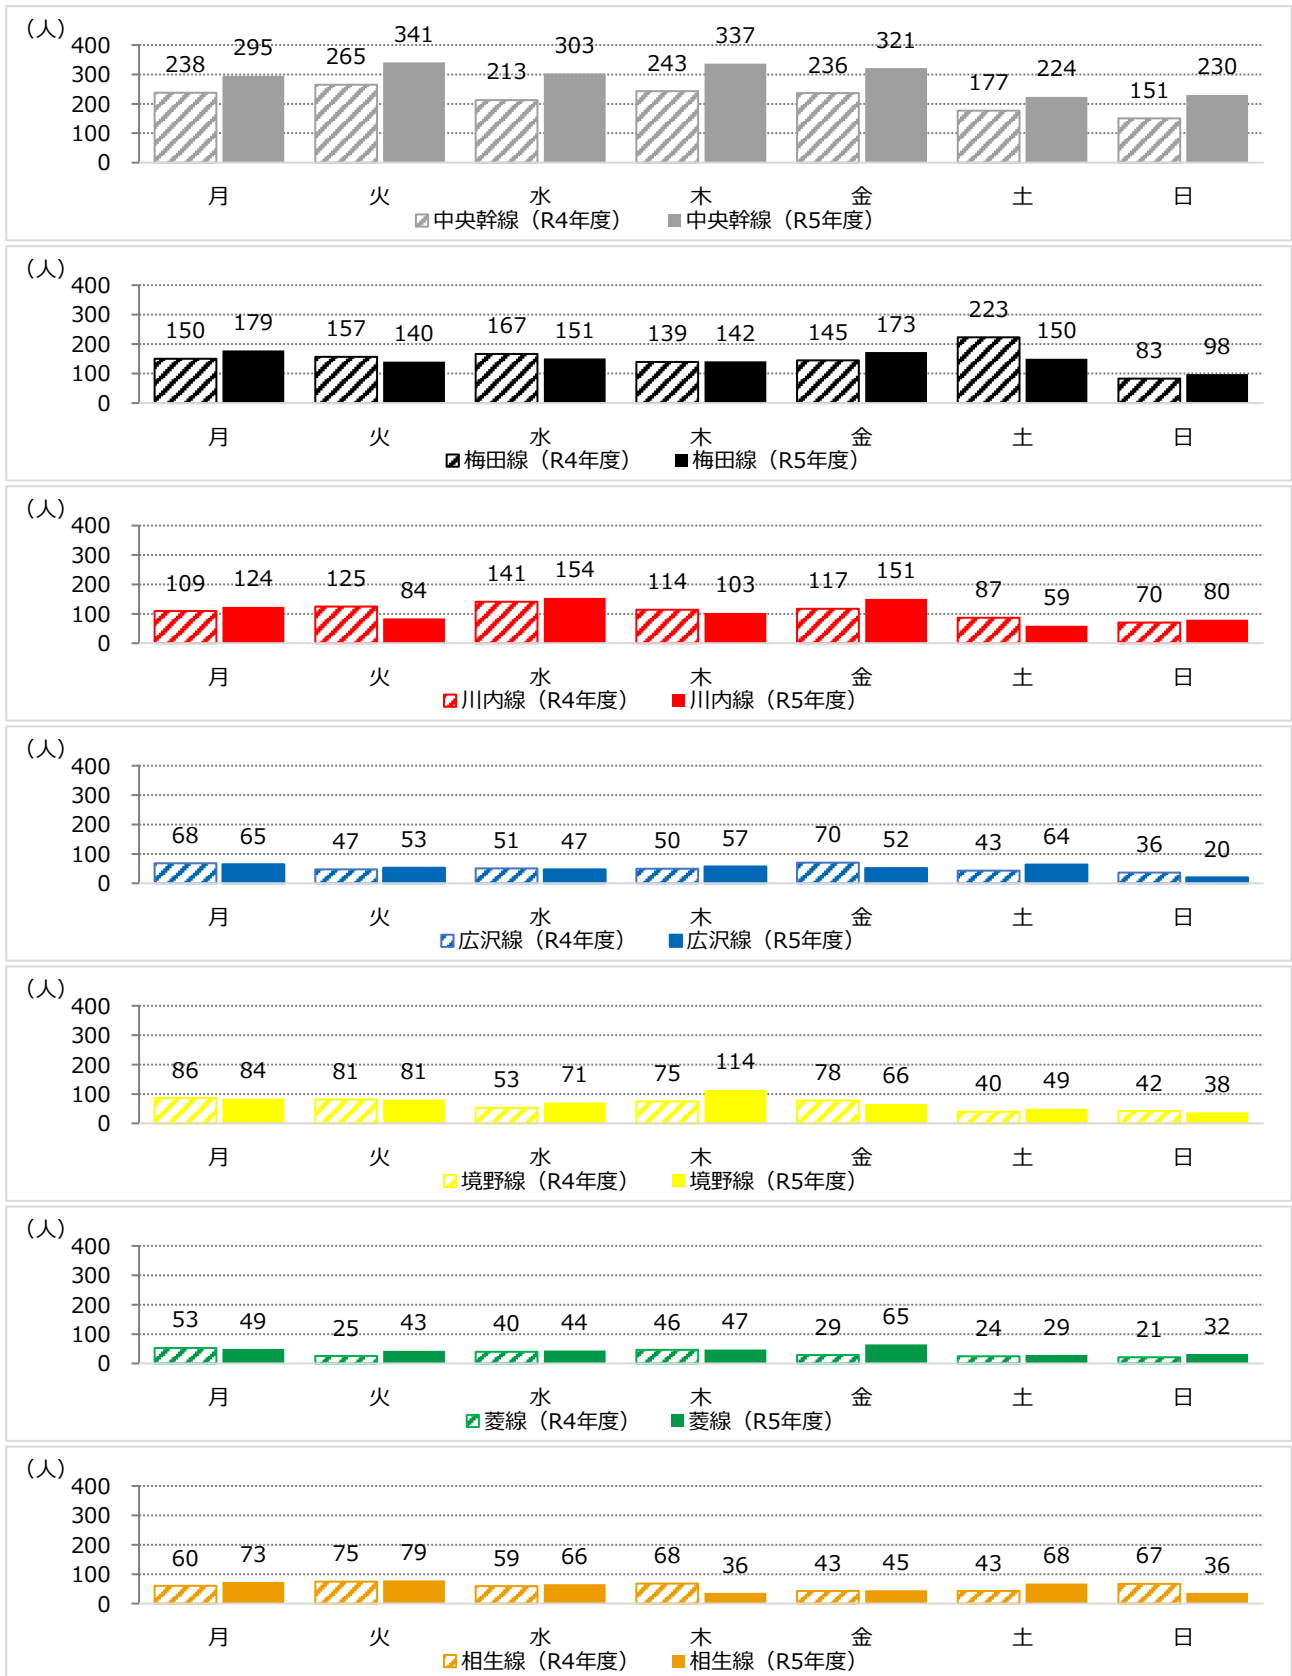 （人）
400
300
200
100
0
238 295 265 341 213 303 243 337 236 321 177 224 151 230
月 火 水 木 金 土 日
中央幹線（R4年度） 中央幹線（R5年度）
（人）
400
300
200
100
0
150 179 157 140 167 151 139 142 145 173 223 150 83 98
月 火 水 木 金 土 日
梅田線（R4年度） 梅田線（R5年度）
（人）
400
300
200
100
0
109 124 125 84 141 154 114 103 117 151 87 59 70 80
月 火 水 木 金 土 日
川内線（R4年度） 川内線（R5年度）
（人）
400
300
200
100
0
68 65 47 53 51 47 50 57 70 52 43 64 36 20
月 火 水 木 金 土 日
広沢線（R4年度） 広沢線（R5年度）
（人）
400
300
200
100
0
86 84 81 81 53 71 75 114 78 66 40 49 42 38
月 火 水 木 金 土 日
境野線（R4年度） 境野線（R5年度）
（人）
400
300
200
100
0
53 49 25 43 40 44 46 47 29 65 24 29 21 32
月 火 水 木 金 土 日
菱線（R4年度） 菱線（R5年度）
（人）
400
300
200
100
0
60 73 75 79 59 66 68 36 43 45 43 68 67 36
月 火 水 木 金 土 日
相生線（R4年度） 相生線（R5年度）